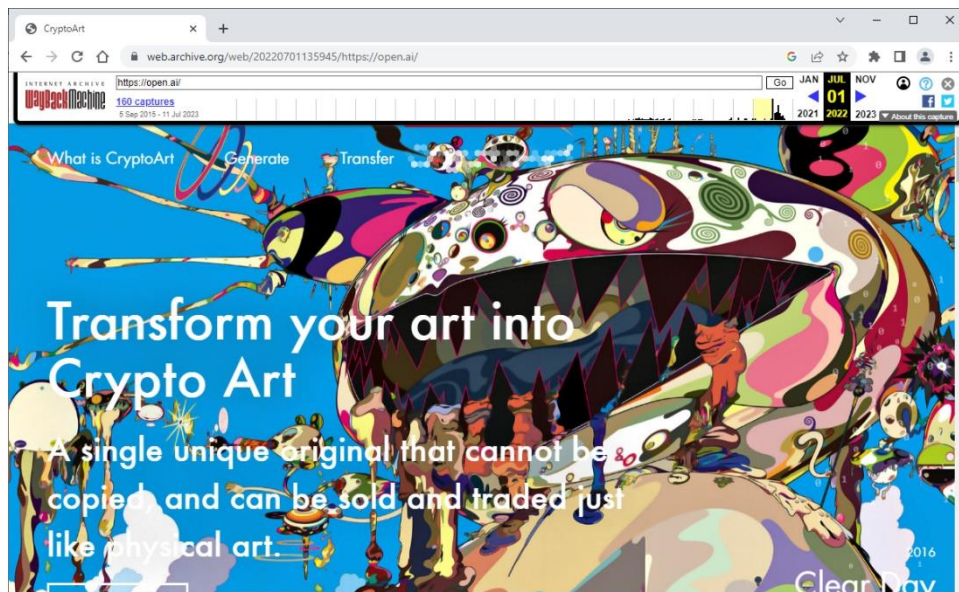 CryptoArt
web.archive.org/web/20220701135945/https://open.ai/
INTERNET ARCHIVE
WayBackMachine
https://open.ai/
Go
JAN JUL NOV
160 captures
01
5 Sep 2015 - 11 Jul 2023
2021 2022 2023
About this capture
What is CryptoArt Generate Transfer
Transform your art into
Crypto Art
A single unique original that cannot be
copied, and can be sold and traded just
like physical art.
2016
Clear Day